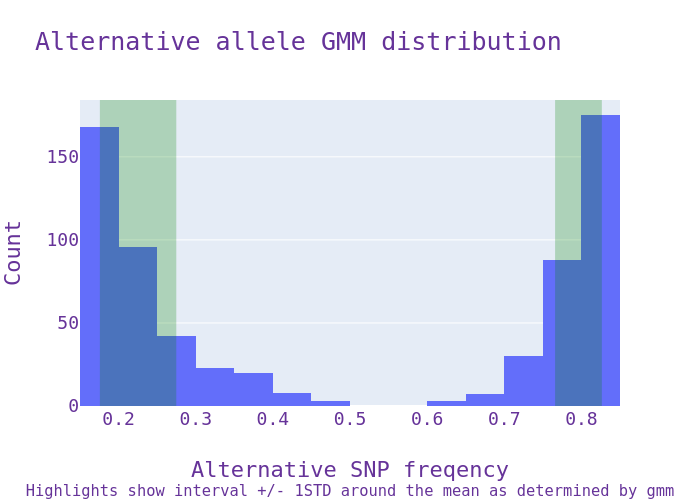 Alternative allele GMM distribution
150
100
50
0
Count
0.2 0.3 0.4 0.5 0.6 0.7 0.8
Alternative SNP freqency
Highlights show interval +/- 1STD around the mean as determined by gmm